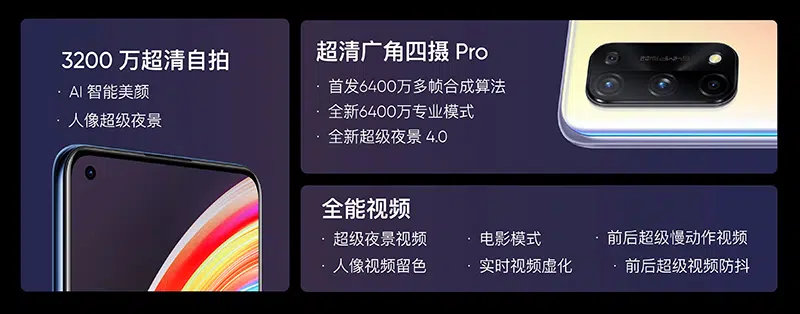 3200 万超清自拍
· AI 智能美颜
· 人像超级夜景
超清广角四摄 Pro
· 首发6400万多帧合成算法
· 全新6400万专业模式
· 全新超级夜景 4.0
全能视频
· 超级夜景视频
· 电影模式
· 前后超级慢动作视频
· 人像视频留色
· 实时视频虚化
· 前后超级视频防抖